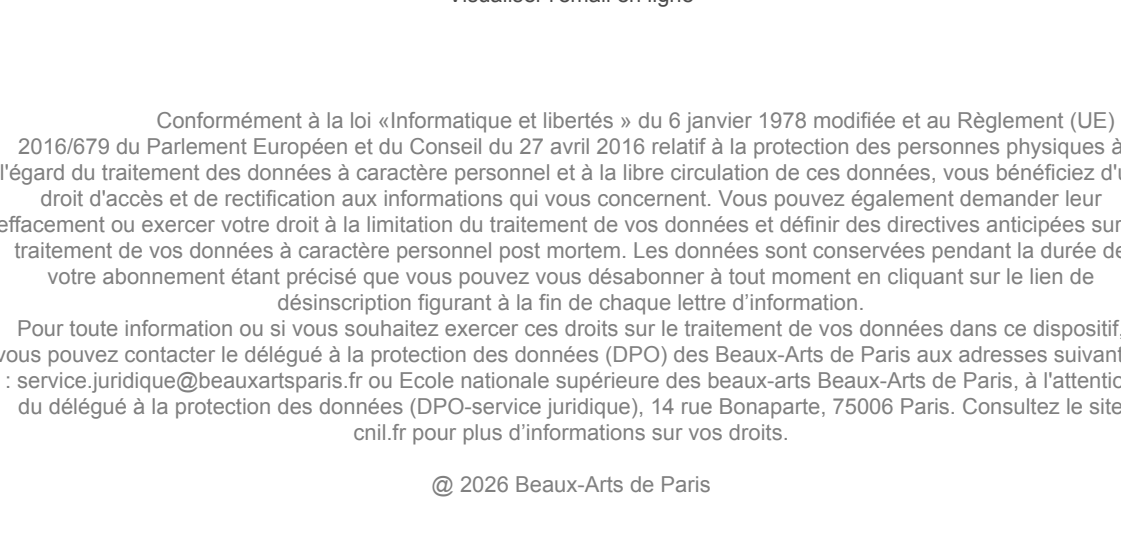 Visualiser l'email en ligne
Conformément à la loi «Informatique et libertés » du 6 janvier 1978 modifiée et au Règlement (UE)
2016/679 du Parlement Européen et du Conseil du 27 avril 2016 relatif à la protection des personnes physiques à
l'égard du traitement des données à caractère personnel et à la libre circulation de ces données, vous bénéficiez d'u
droit d'accès et de rectification aux informations qui vous concernent. Vous pouvez également demander leur
effacement ou exercer votre droit à la limitation du traitement de vos données et définir des directives anticipées sur
traitement de vos données à caractère personnel post mortem. Les données sont conservées pendant la durée de
votre abonnement étant précisé que vous pouvez vous désabonner à tout moment en cliquant sur le lien de
désinscription figurant à la fin de chaque lettre d’information.
Pour toute information ou si vous souhaitez exercer ces droits sur le traitement de vos données dans ce dispositif,
vous pouvez contacter le délégué à la protection des données (DPO) des Beaux-Arts de Paris aux adresses suivant
: service.juridique@beauxartsparis.fr ou Ecole nationale supérieure des beaux-arts Beaux-Arts de Paris, à l'attentio
du délégué à la protection des données (DPO-service juridique), 14 rue Bonaparte, 75006 Paris. Consultez le site
cnil.fr pour plus d’informations sur vos droits.
@ 2026 Beaux-Arts de Paris